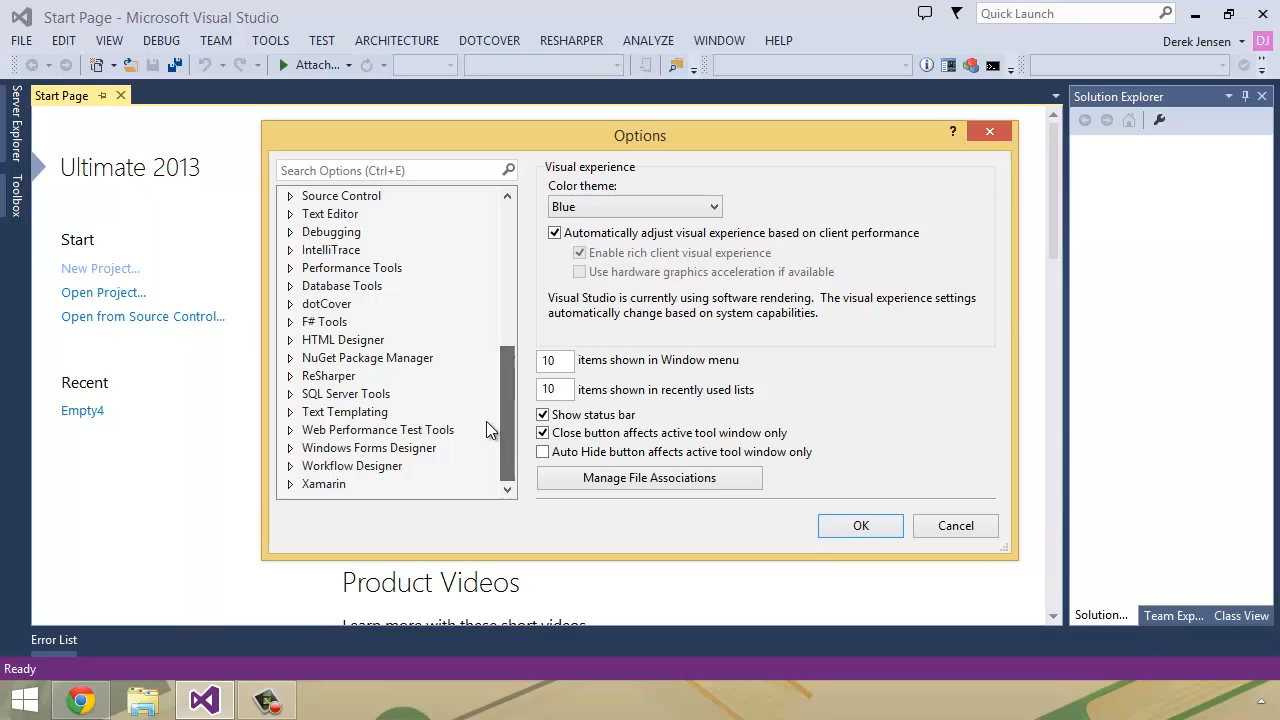 Start Page - Microsoft Visual Studio
Quick Launch
FILE EDIT VIEW DEBUG TEAM TOOLS TEST ARCHITECTURE DOTCOVER RESHARPER ANALYZE WINDOW HELP
Derek Jensen DJ
Attach...
Server Explorer
Toolbox
Start Page
Ultimate 2013
Start
New Project...
Open Project...
Open from Source Control...
Recent
Empty4
Options
?
Search Options (Ctrl+E)
Source Control
Text Editor
Debugging
IntelliTrace
Performance Tools
Database Tools
dotCover
F# Tools
HTML Designer
NuGet Package Manager
ReSharper
SQL Server Tools
Text Templating
Web Performance Test Tools
Windows Forms Designer
Workflow Designer
Xamarin
Visual experience
Color theme:
Blue
Automatically adjust visual experience based on client performance
Enable rich client visual experience
Use hardware graphics acceleration if available
Visual Studio is currently using software rendering. The visual experience settings
automatically change based on system capabilities.
10 items shown in Window menu
10 items shown in recently used lists
Show status bar
Close button affects active tool window only
Auto Hide button affects active tool window only
Manage File Associations
OK
Cancel
Product Videos
Learn more with these short videos
Solution Explorer
Solution... Team Exp... Class View
Error List
Ready